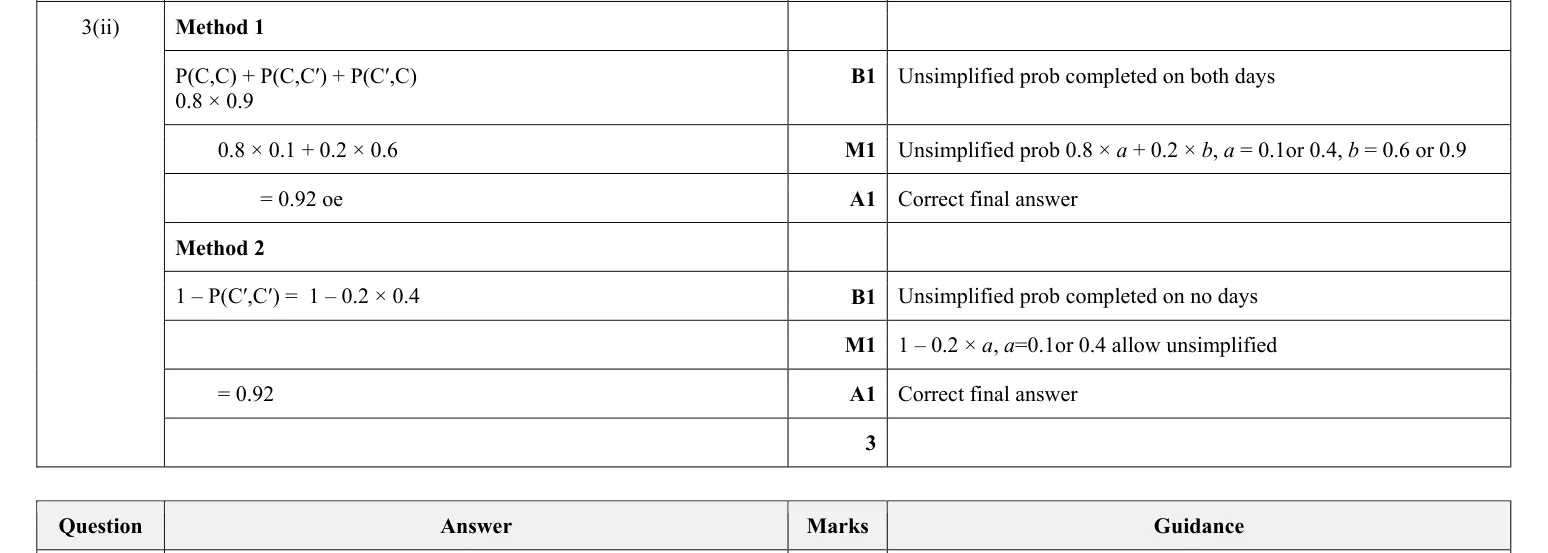 3(ii) Method 1
P(C,C) + P(C,C′) + P(C′,C) B1 Unsimplified prob completed on both days
0.8 × 0.9
0.8 × 0.1 + 0.2 × 0.6 M1 Unsimplified prob 0.8 × a + 0.2 × b, a = 0.1or 0.4, b = 0.6 or 0.9
= 0.92 oe A1 Correct final answer
Method 2
1 – P(C′,C′) = 1 – 0.2 × 0.4 B1 Unsimplified prob completed on no days
M1 1 – 0.2 × a, a=0.1or 0.4 allow unsimplified
= 0.92 A1 Correct final answer
3
Question Answer Marks Guidance